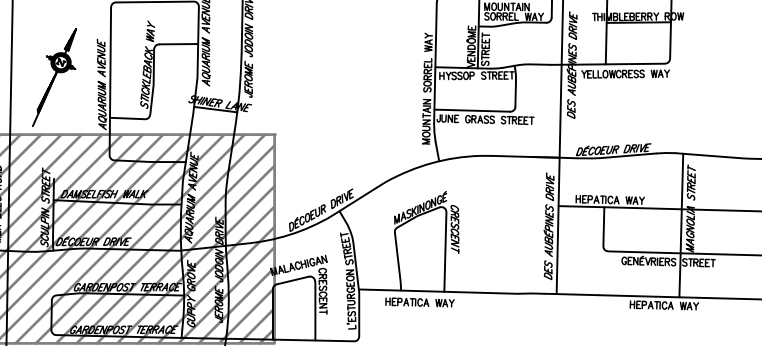 MOUNTAIN
SORREL WAY
THIMBLEBERRY ROW
AQUARIUM AVENUE
STICKLEBACK WAY
AQUARIUM AVENUE
JEROME JODOIN DRIVE
N
MOUNTAIN SORREL WAY
VENDÔME
STREET
DES AUBÉPINES DRIVE
HYSSOP STREET
YELLOWCRESS WAY
SHINER LANE
JUNE GRASS STREET
DÉCOEUR DRIVE
SCULPIN STREET
DAMSELFISH WALK
AQUARIUM AVENUE
DÉCOEUR DRIVE
DÉCOEUR DRIVE
MASKINONGÉ
CRESCENT
DES AUBÉPINES DRIVE
HEPATICA WAY
MAGNOLIA STREET
GENÉVRIERS STREET
MALACHIGAN
CRESCENT
L'ESTURGEON STREET
GARDENPOST TERRACE
GUPPY GROVE
JEROME JODOIN DRIVE
HEPATICA WAY
HEPATICA WAY
GARDENPOST TERRACE